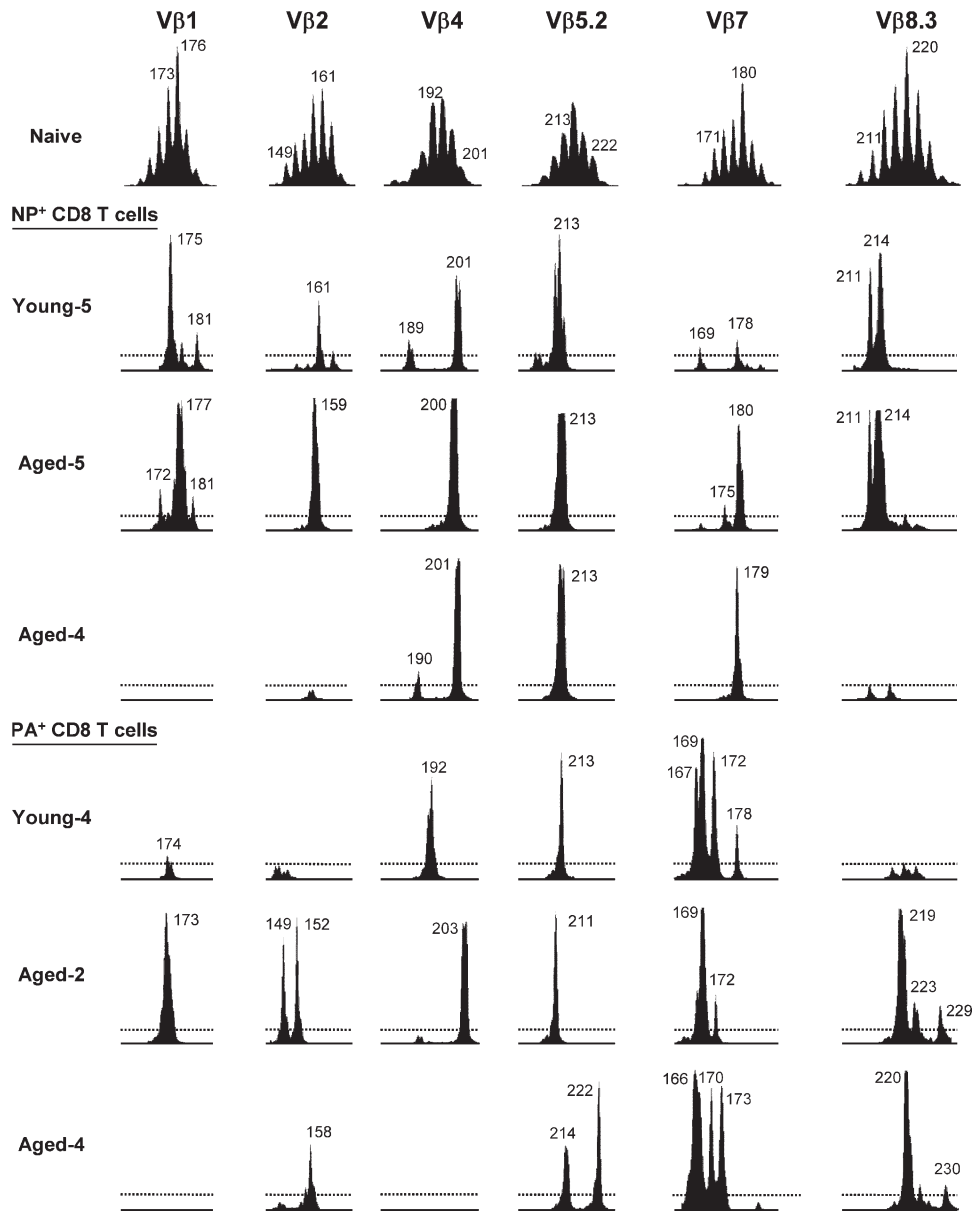 Vβ1 Vβ2 Vβ4 Vβ5.2 Vβ7 Vβ8.3
Naive 173 176 149 161 192 201 213 222 171 180 211 220
NP⁺ CD8 T cells
Young-5 175 181 161 189 201 213 169 178 211 214
Aged-5 172 177 181 159 200 213 175 180 211 214
Aged-4 190 201 213 179
PA⁺ CD8 T cells
Young-4 174 192 213 167 169 172 178
Aged-2 173 149 152 203 211 169 172 219 223 229
Aged-4 158 214 222 166 170 173 220 230